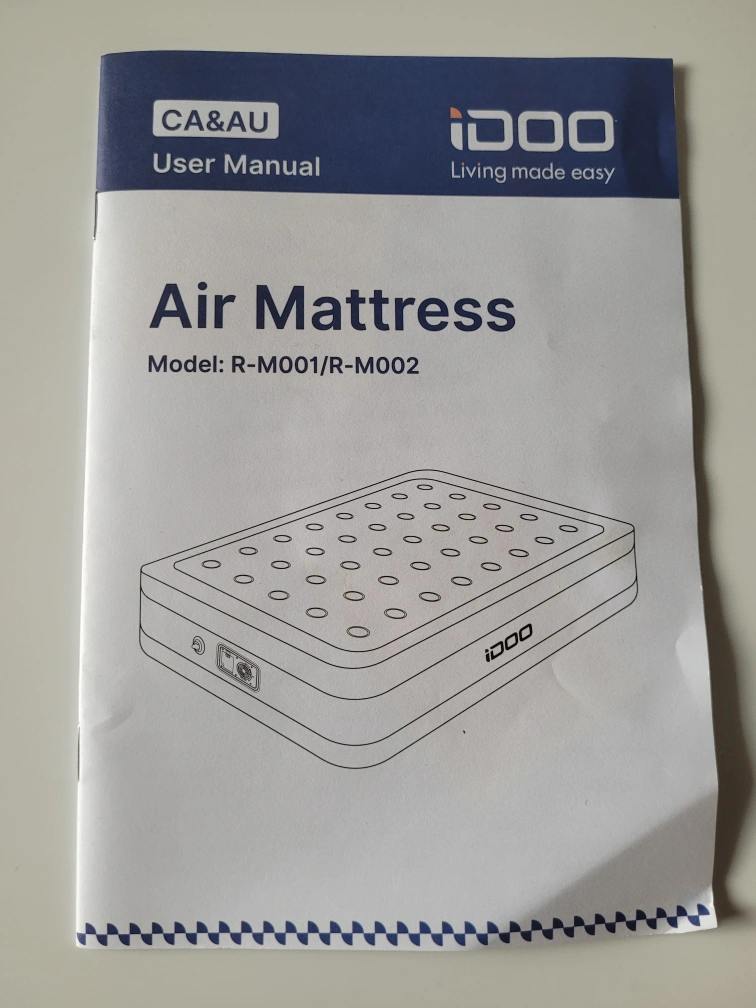 CA&AU
User Manual
iDOO
Living made easy
Air Mattress
Model: R-M001/R-M002
iDOO